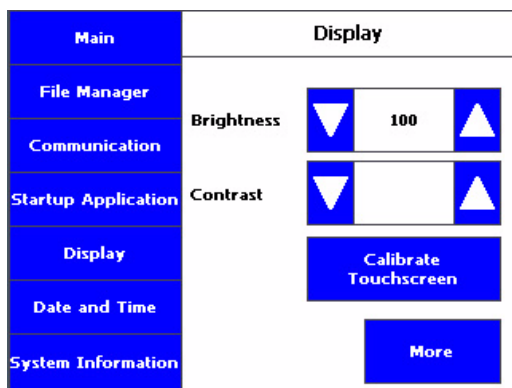 Main
File Manager
Communication
Startup Application
Display
Date and Time
System Information
Display
Brightness
100
Contrast
Calibrate
Touchscreen
More